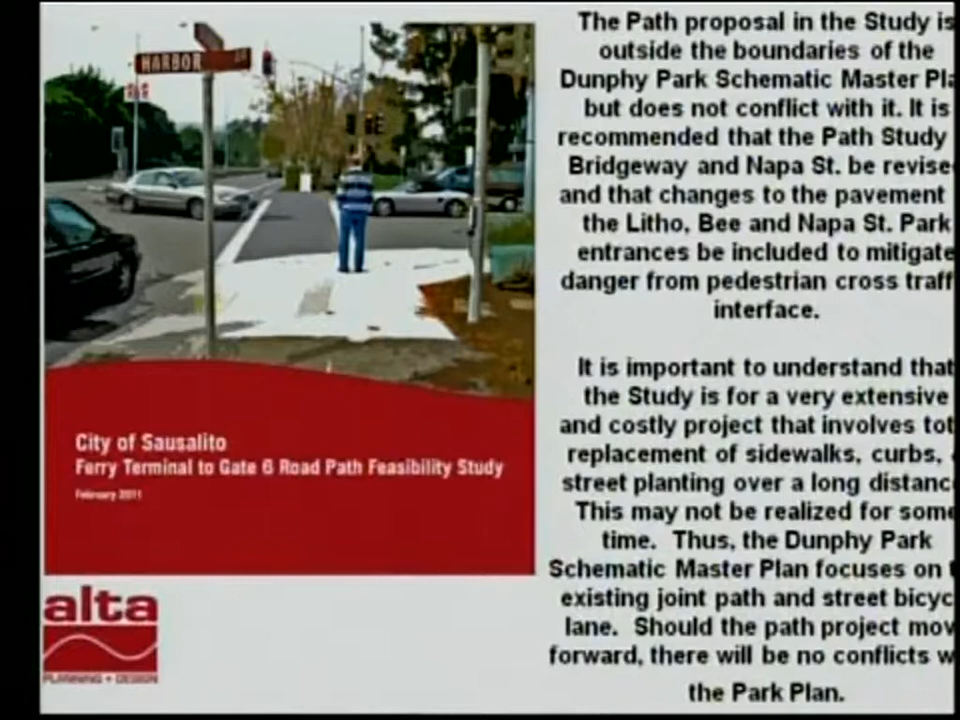 HARBOR DR
City of Sausalito
Ferry Terminal to Gate 6 Road Path Feasibility Study
February 2011
alta
PLANNING + DESIGN
The Path proposal in the Study is
outside the boundaries of the
Dunphy Park Schematic Master Pla
but does not conflict with it. It is
recommended that the Path Study
Bridgeway and Napa St. be revise
and that changes to the pavement
the Litho, Bee and Napa St. Park
entrances be included to mitigate
danger from pedestrian cross traff
interface.
It is important to understand that
the Study is for a very extensive
and costly project that involves tot
replacement of sidewalks, curbs,
street planting over a long distanc
This may not be realized for some
time. Thus, the Dunphy Park
Schematic Master Plan focuses on t
existing joint path and street bicyc
lane. Should the path project mov
forward, there will be no conflicts w
the Park Plan.